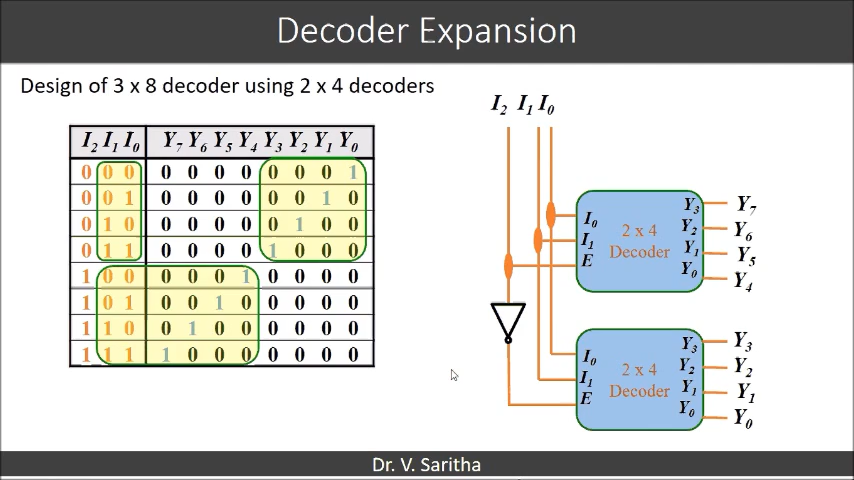 Decoder Expansion
Design of 3 x 8 decoder using 2 x 4 decoders
I2 I1 I0 Y7 Y6 Y5 Y4 Y3 Y2 Y1 Y0
0 0 0 0 0 0 0 0 0 0 1
0 0 1 0 0 0 0 0 0 1 0
0 1 0 0 0 0 0 0 1 0 0
0 1 1 0 0 0 0 1 0 0 0
1 0 0 0 0 0 1 0 0 0 0
1 0 1 0 0 1 0 0 0 0 0
1 1 0 0 1 0 0 0 0 0 0
1 1 1 1 0 0 0 0 0 0 0
I2 I1 I0
I0
I1
E
2 x 4
Decoder
Y3
Y2
Y1
Y0
Y7
Y6
Y5
Y4
I0
I1
E
2 x 4
Decoder
Y3
Y2
Y1
Y0
Y3
Y2
Y1
Y0
Dr. V. Saritha